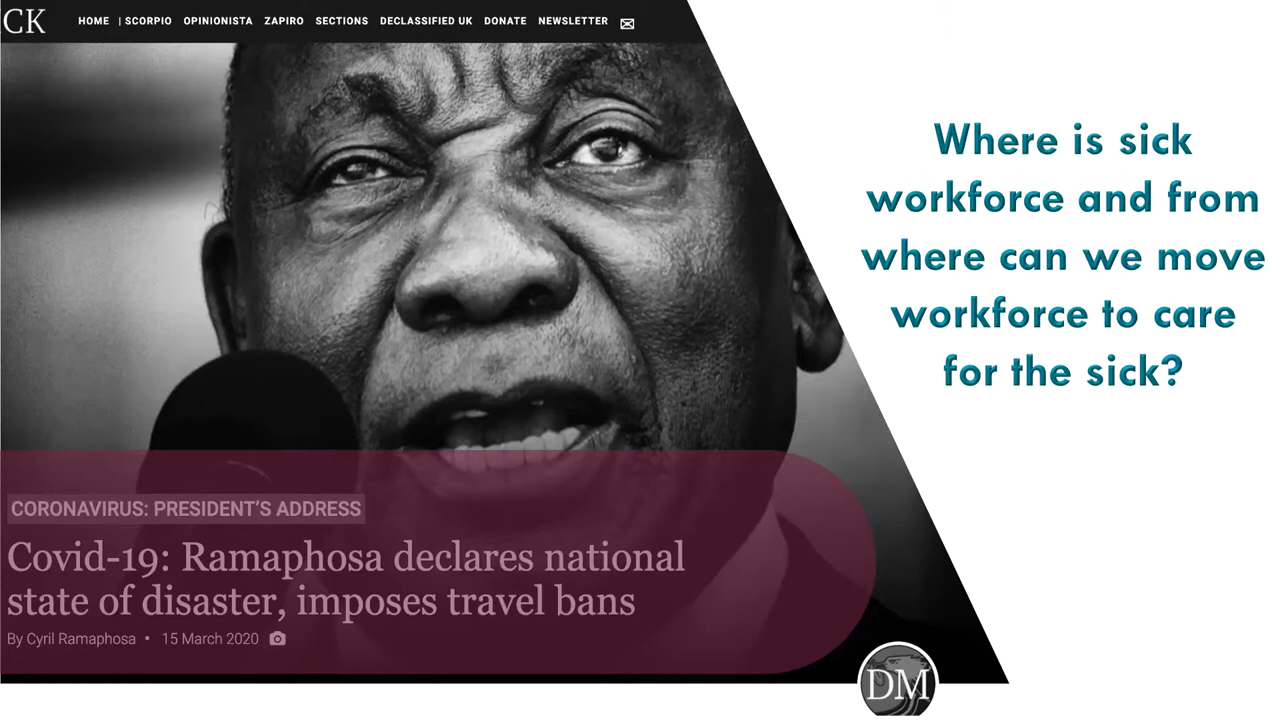 CK
HOME | SCORPIO OPINIONISTA ZAPIRO SECTIONS DECLASSIFIED UK DONATE NEWSLETTER
Where is sick
workforce and from
where can we move
workforce to care
for the sick?
CORONAVIRUS: PRESIDENT'S ADDRESS
Covid-19: Ramaphosa declares national
state of disaster, imposes travel bans
By Cyril Ramaphosa • 15 March 2020
DM